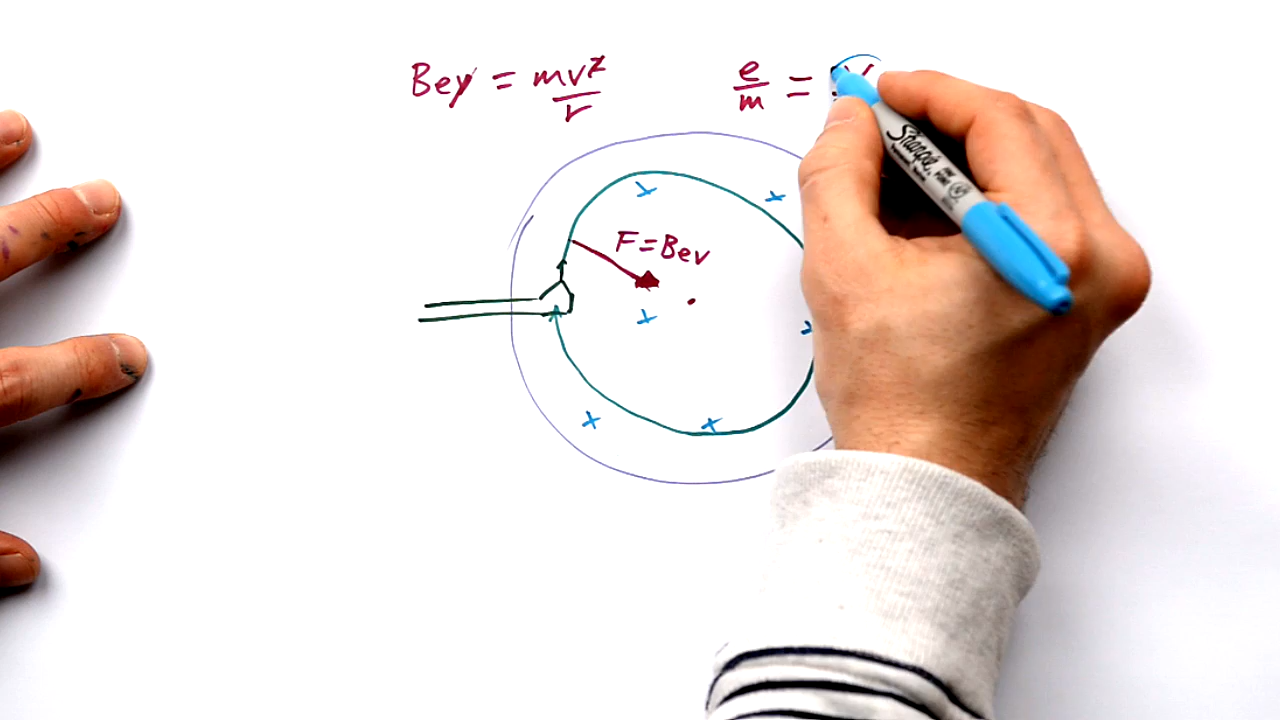 Bev = mv²/r
e/m =
F=Bev
Sharpie